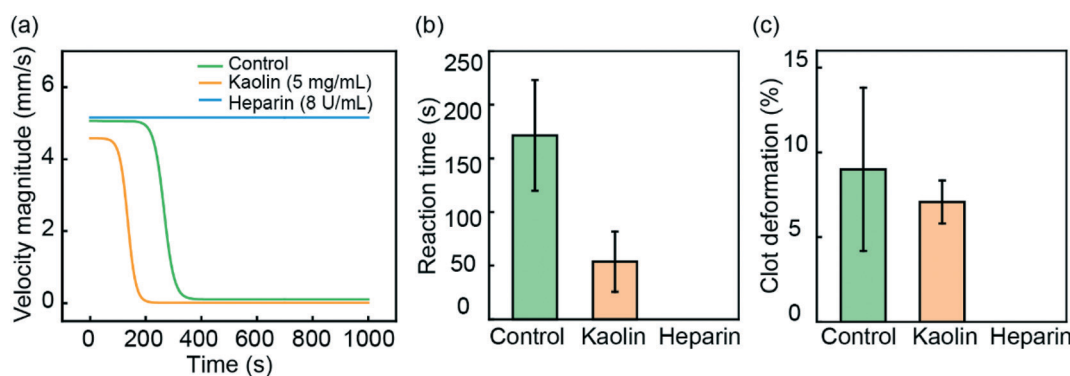 (a)
Velocity magnitude (mm/s)
6
4
2
0
Control
Kaolin (5 mg/mL)
Heparin (8 U/mL)
0 200 400 600 800 1000
Time (s)
(b)
Reaction time (s)
250
200
150
100
50
0
Control Kaolin Heparin
(c)
Clot deformation (%)
15
10
5
0
Control Kaolin Heparin